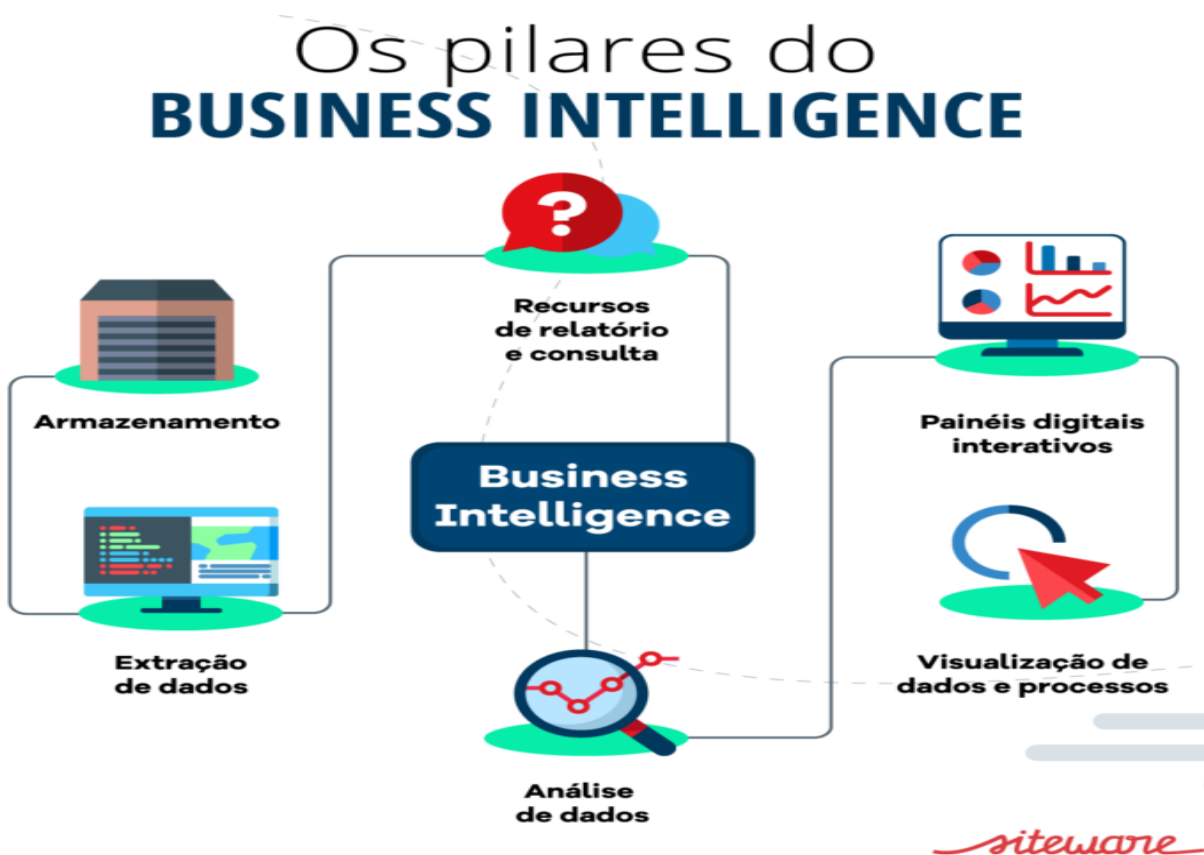 Os pilares do
BUSINESS INTELLIGENCE
Recursos
de relatório
e consulta
Armazenamento
Painéis digitais
interativos
Business
Intelligence
Extração
de dados
Visualização de
dados e processos
Análise
de dados
siteware